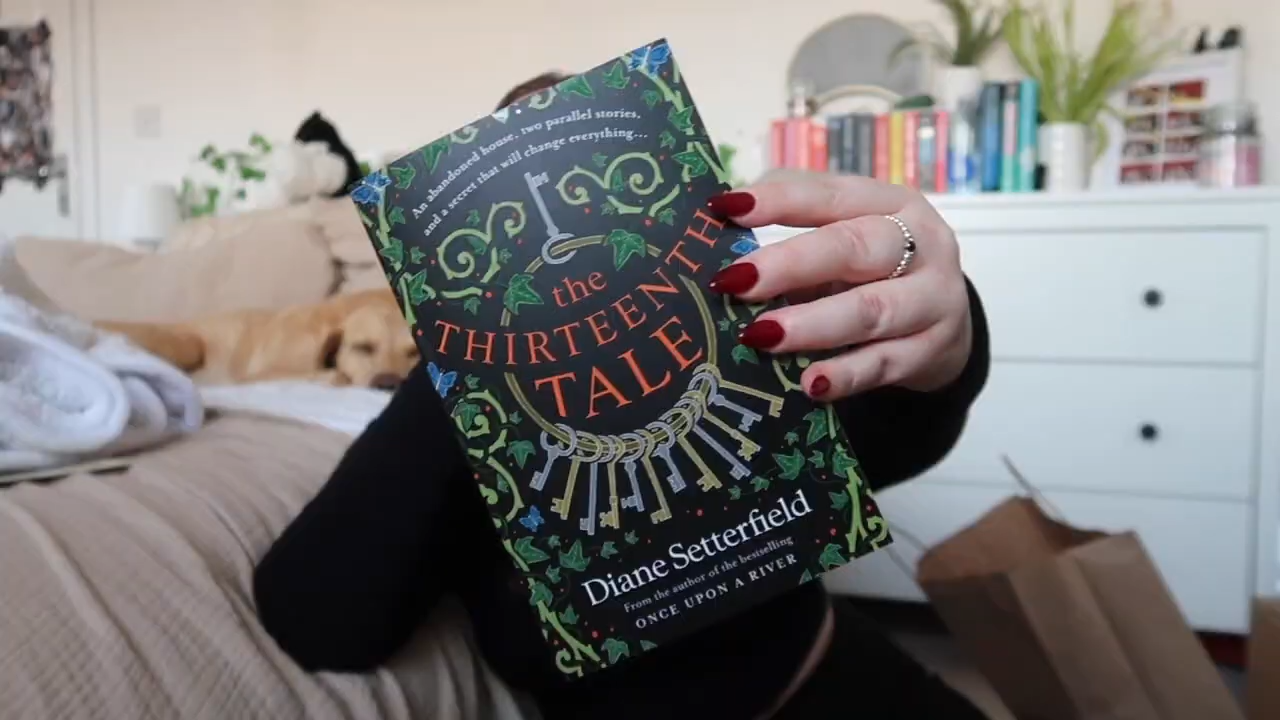 An abandoned house, two parallel stories,
and a secret that will change everything...
the
THIRTEENTH
TALE
Diane Setterfield
From the author of the bestselling
ONCE UPON A RIVER